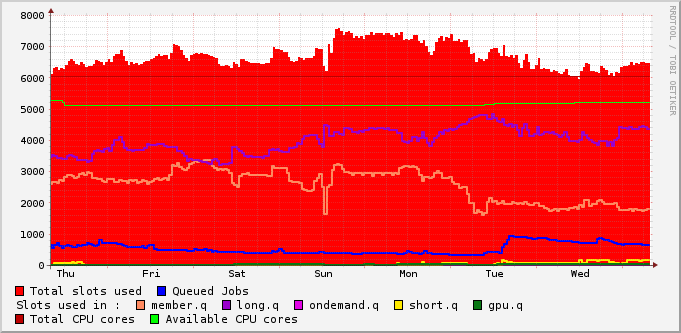 8000
7000
6000
5000
4000
3000
2000
1000
0
Thu Fri Sat Sun Mon Tue Wed
Total slots used Queued Jobs
Slots used in : member.q long.q ondemand.q short.q gpu.q
Total CPU cores Available CPU cores
RRDTOOL / TOBI OETIKER